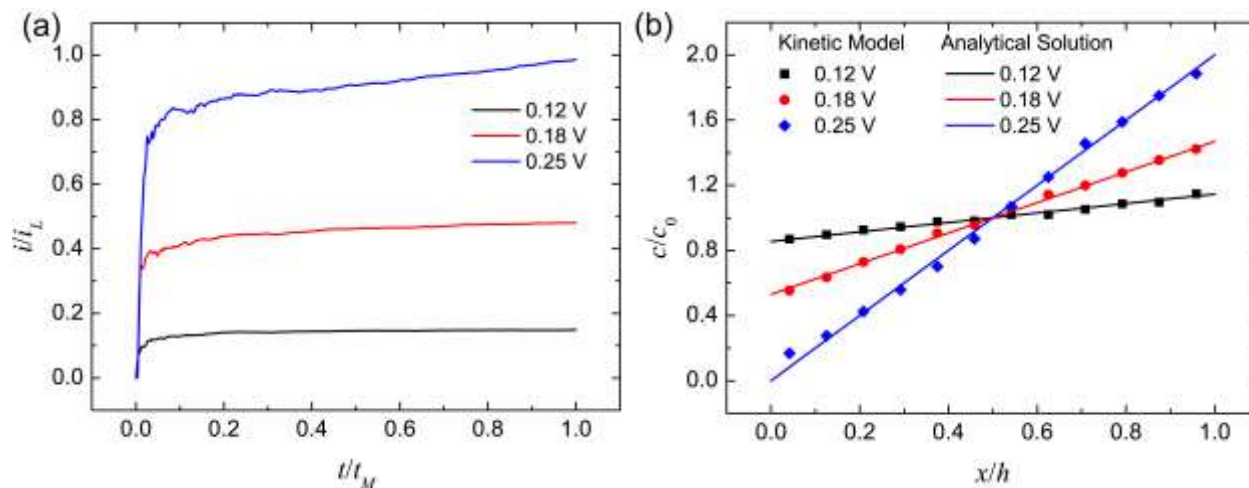 (a)
1.0
0.8
0.6
0.4
0.2
0.0
i/i_L
0.12 V
0.18 V
0.25 V
0.0 0.2 0.4 0.6 0.8 1.0
t/t_M
(b)
2.0
1.6
1.2
0.8
0.4
0.0
c/c_0
Kinetic Model Analytical Solution
0.12 V 0.12 V
0.18 V 0.18 V
0.25 V 0.25 V
0.0 0.2 0.4 0.6 0.8 1.0
x/h